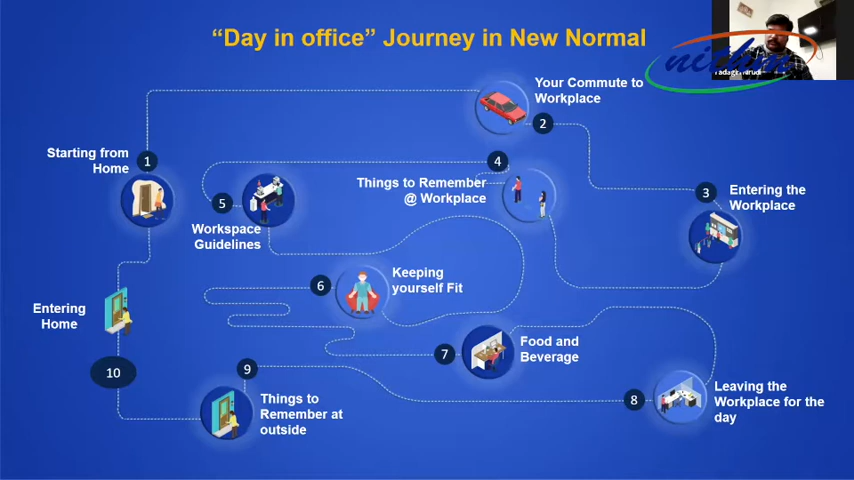 “Day in office” Journey in New Normal
nithm
Your Commute to
Workplace
2
Starting from
Home
1
4
Things to Remember
@ Workplace
3
Entering the
Workplace
5
Workspace
Guidelines
6
Keeping
yourself Fit
Entering
Home
7
Food and
Beverage
10
9
Things to
Remember at
outside
8
Leaving the
Workplace for the
day